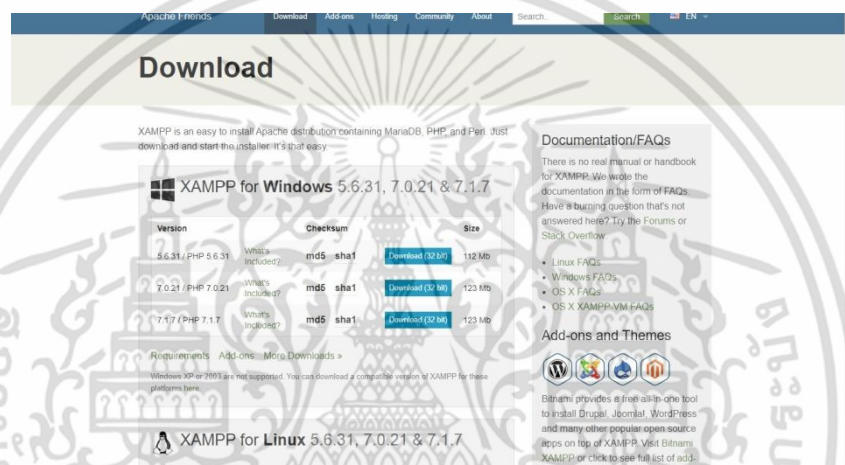 Apache Friends Download Add-ons Hosting Community About Search... Search EN
Download
XAMPP is an easy to install Apache distribution containing MariaDB, PHP, and Perl. Just
download and start the installer. It's that easy.
XAMPP for Windows 5.6.31, 7.0.21 & 7.1.7
Version Checksum Size
5.6.31 / PHP 5.6.31 What's Included? md5 sha1 Download (32 bit) 112 Mb
7.0.21 / PHP 7.0.21 What's Included? md5 sha1 Download (32 bit) 123 Mb
7.1.7 / PHP 7.1.7 What's Included? md5 sha1 Download (32 bit) 123 Mb
Requirements Add-ons More Downloads »
Windows XP or 2003 are not supported. You can download a compatible version of XAMPP for these
platforms here.
XAMPP for Linux 5.6.31, 7.0.21 & 7.1.7
Documentation/FAQs
There is no real manual or handbook
for XAMPP. We wrote the
documentation in the form of FAQs.
Have a burning question that's not
answered here? Try the Forums or
Stack Overflow.
• Linux FAQs
• Windows FAQs
• OS X FAQs
• OS X XAMPP-VM FAQs
Add-ons and Themes
Bitnami provides a free all-in-one tool
to install Drupal, Joomla!, WordPress
and many other popular open source
apps on top of XAMPP. Visit Bitnami
XAMPP or click to see full list of add-